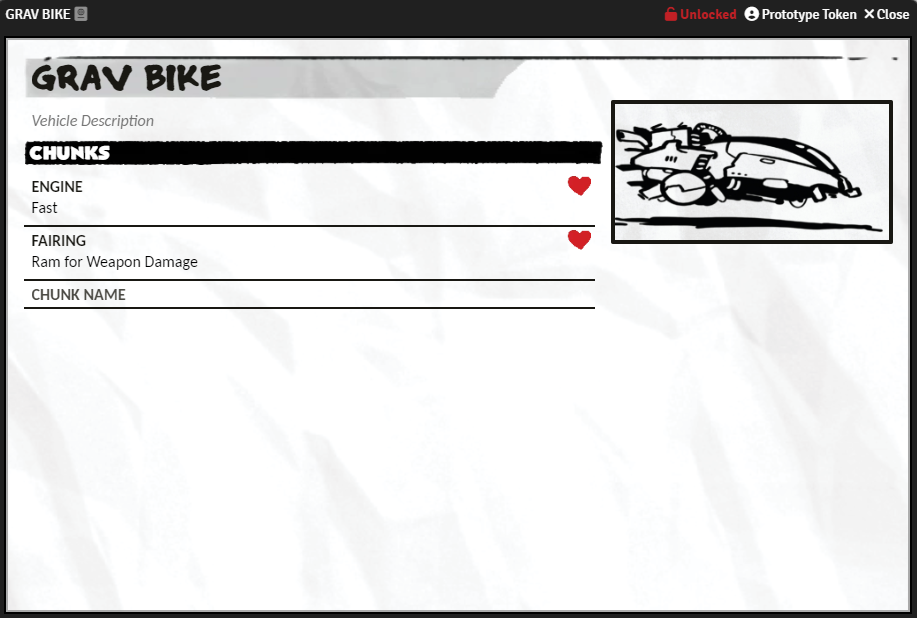 GRAV BIKE
Unlocked
Prototype Token
Close
GRAV BIKE
Vehicle Description
CHUNKS
ENGINE
Fast
FAIRING
Ram for Weapon Damage
CHUNK NAME